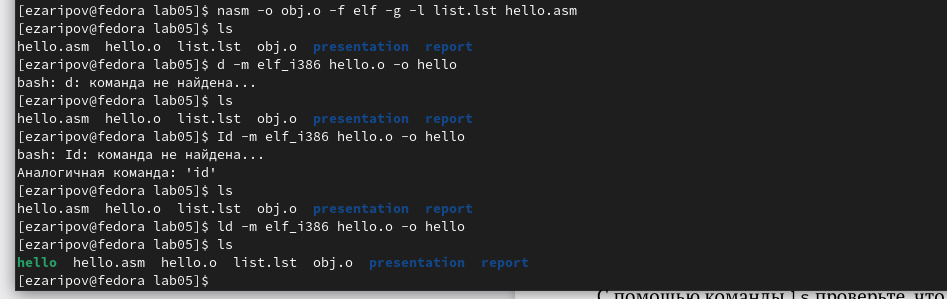 [ezaripov@fedora lab05]$ nasm -o obj.o -f elf -g -l list.lst hello.asm
[ezaripov@fedora lab05]$ ls
hello.asm  hello.o  list.lst  obj.o  presentation  report
[ezaripov@fedora lab05]$ d -m elf_i386 hello.o -o hello
bash: d: команда не найдена...
[ezaripov@fedora lab05]$ ls
hello.asm  hello.o  list.lst  obj.o  presentation  report
[ezaripov@fedora lab05]$ Id -m elf_i386 hello.o -o hello
bash: Id: команда не найдена...
Аналогичная команда: 'id'
[ezaripov@fedora lab05]$ ls
hello.asm  hello.o  list.lst  obj.o  presentation  report
[ezaripov@fedora lab05]$ ld -m elf_i386 hello.o -o hello
[ezaripov@fedora lab05]$ ls
hello  hello.asm  hello.o  list.lst  obj.o  presentation  report
[ezaripov@fedora lab05]$
С помощью команды ls проверьте, что